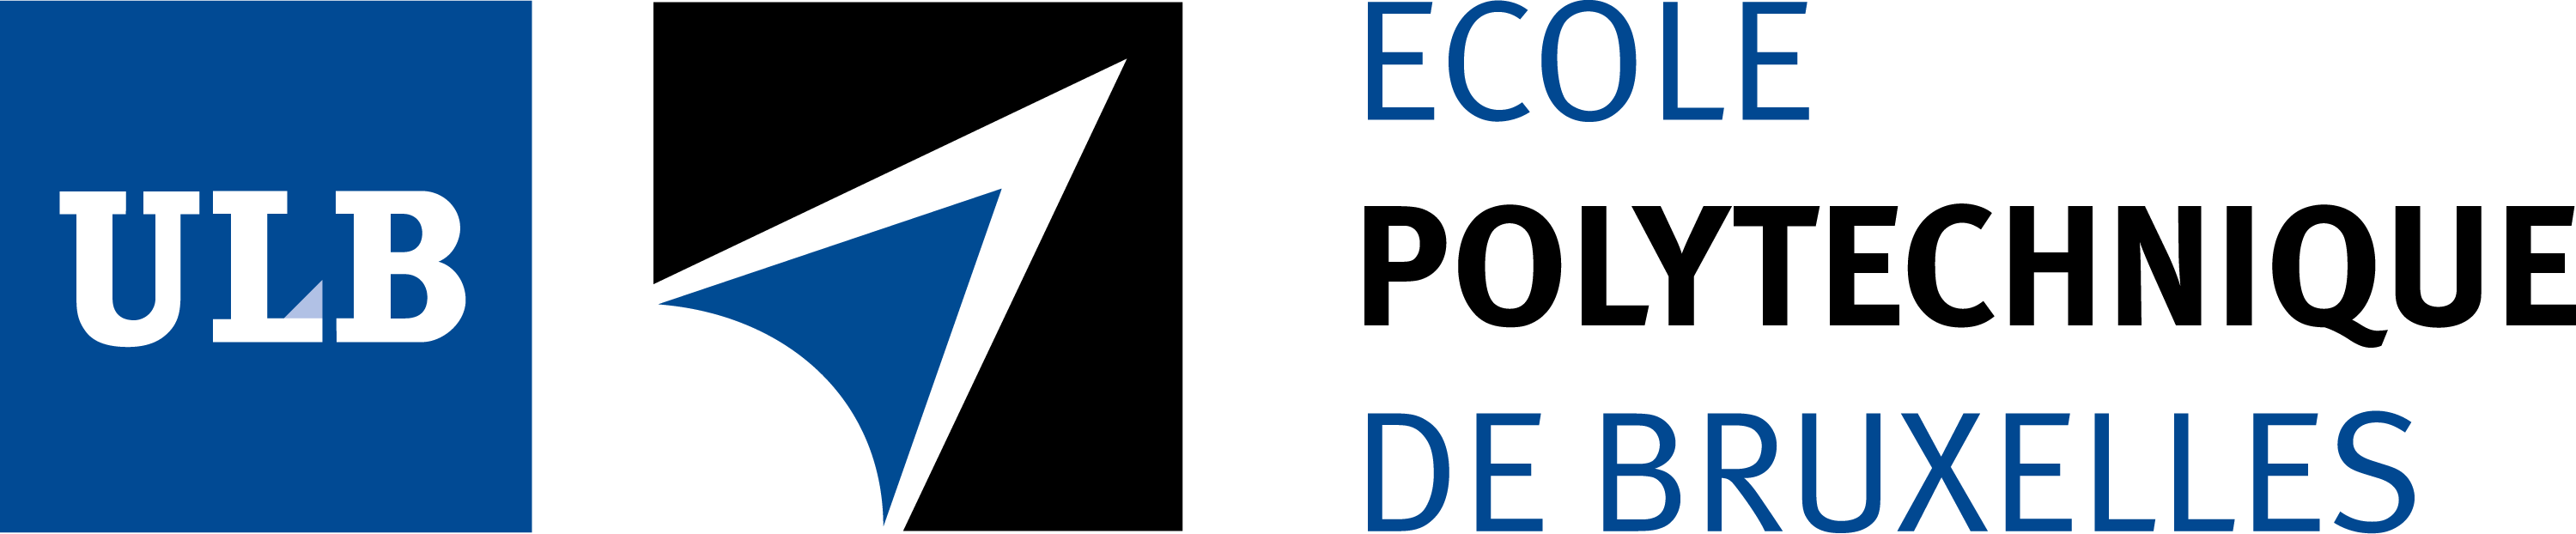 ULB
ECOLE
POLYTECHNIQUE
DE BRUXELLES